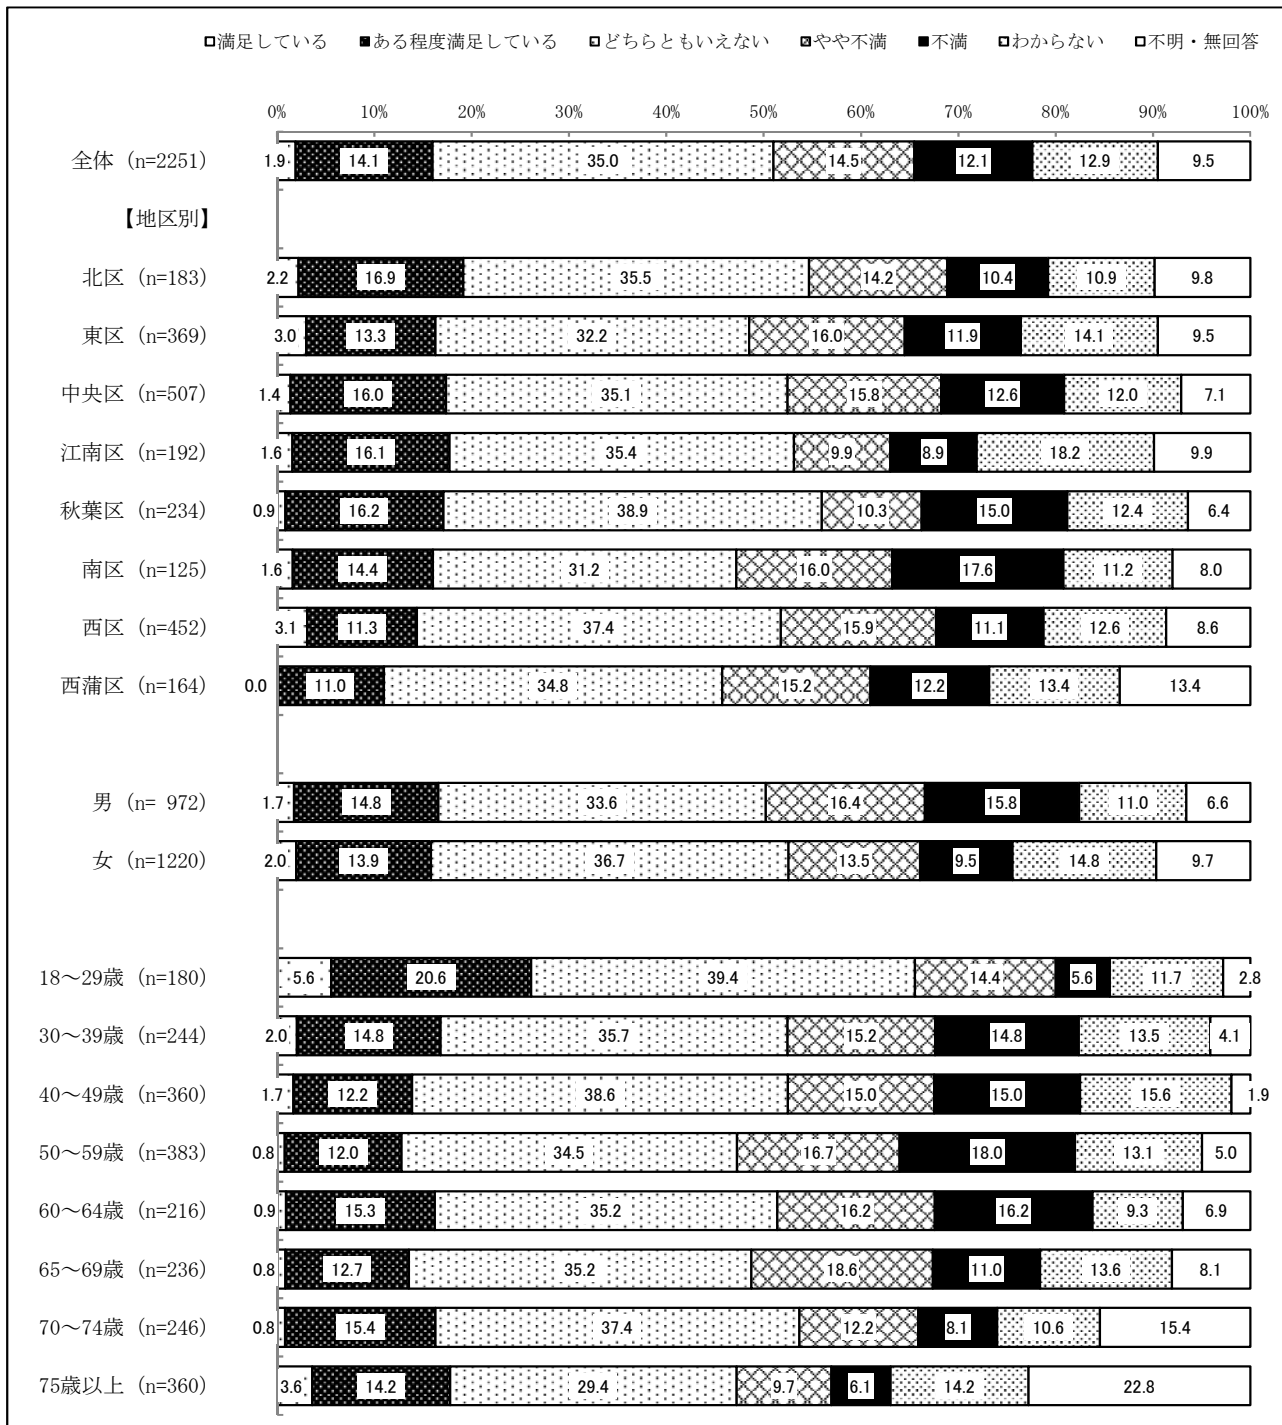 □満足している ■ある程度満足している □どちらともいえない ■やや不満 ■不満 □わからない □不明・無回答
0% 10% 20% 30% 40% 50% 60% 70% 80% 90% 100%
全体 (n=2251) 1.9 14.1 35.0 14.5 12.1 12.9 9.5
【地区別】
北区 (n=183) 2.2 16.9 35.5 14.2 10.4 10.9 9.8
東区 (n=369) 3.0 13.3 32.2 16.0 11.9 14.1 9.5
中央区 (n=507) 1.4 16.0 35.1 15.8 12.6 12.0 7.1
江南区 (n=192) 1.6 16.1 35.4 9.9 8.9 18.2 9.9
秋葉区 (n=234) 0.9 16.2 38.9 10.3 15.0 12.4 6.4
南区 (n=125) 1.6 14.4 31.2 16.0 17.6 11.2 8.0
西区 (n=452) 3.1 11.3 37.4 15.9 11.1 12.6 8.6
西蒲区 (n=164) 0.0 11.0 34.8 15.2 12.2 13.4 13.4
男 (n= 972) 1.7 14.8 33.6 16.4 15.8 11.0 6.6
女 (n=1220) 2.0 13.9 36.7 13.5 9.5 14.8 9.7
18～29歳 (n=180) 5.6 20.6 39.4 14.4 5.6 11.7 2.8
30～39歳 (n=244) 2.0 14.8 35.7 15.2 14.8 13.5 4.1
40～49歳 (n=360) 1.7 12.2 38.6 15.0 15.0 15.6 1.9
50～59歳 (n=383) 0.8 12.0 34.5 16.7 18.0 13.1 5.0
60～64歳 (n=216) 0.9 15.3 35.2 16.2 16.2 9.3 6.9
65～69歳 (n=236) 0.8 12.7 35.2 18.6 11.0 13.6 8.1
70～74歳 (n=246) 0.8 15.4 37.4 12.2 8.1 10.6 15.4
75歳以上 (n=360) 3.6 14.2 29.4 9.7 6.1 14.2 22.8